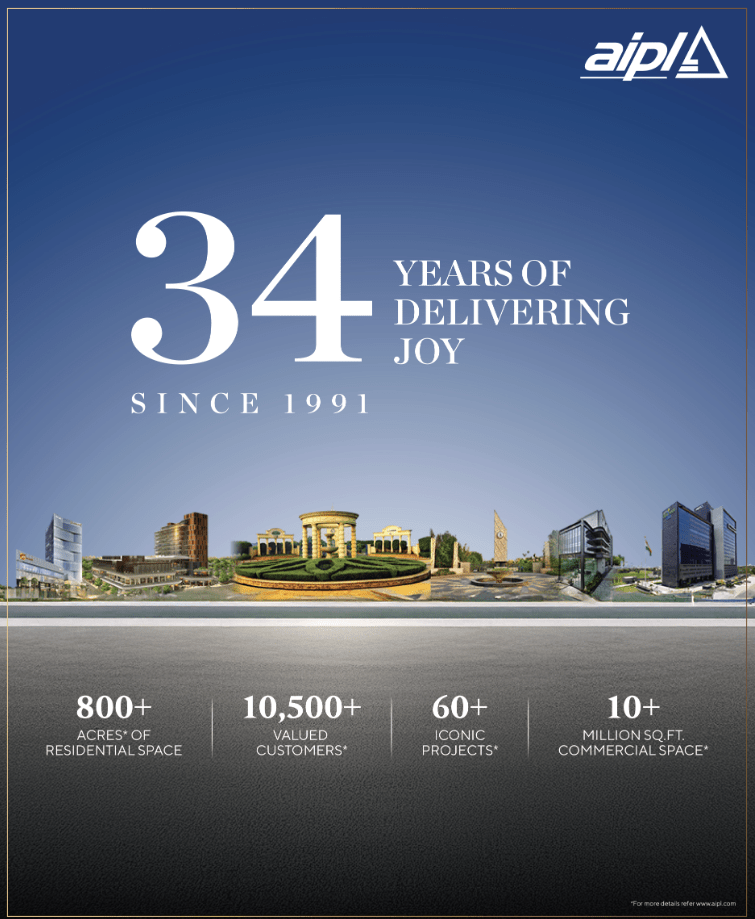 aipl
34
YEARS OF
DELIVERING
JOY
SINCE 1991
800+
ACRES* OF
RESIDENTIAL SPACE
10,500+
VALUED
CUSTOMERS*
60+
ICONIC
PROJECTS*
10+
MILLION SQ.FT.
COMMERCIAL SPACE*
*For more details refer www.aipl.com